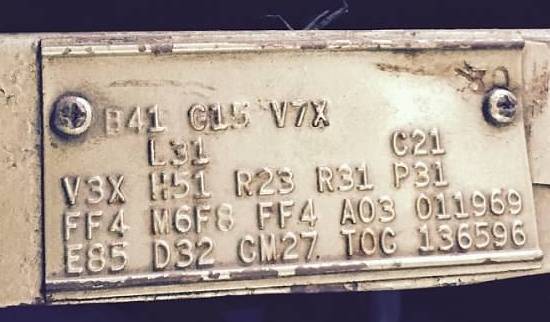 B41 G15 V7X
L31 C21
V3X H51 R23 R31 P31
FF4 M6F8 FF4 A03 011969
E85 D32 CM27 TOC 136596